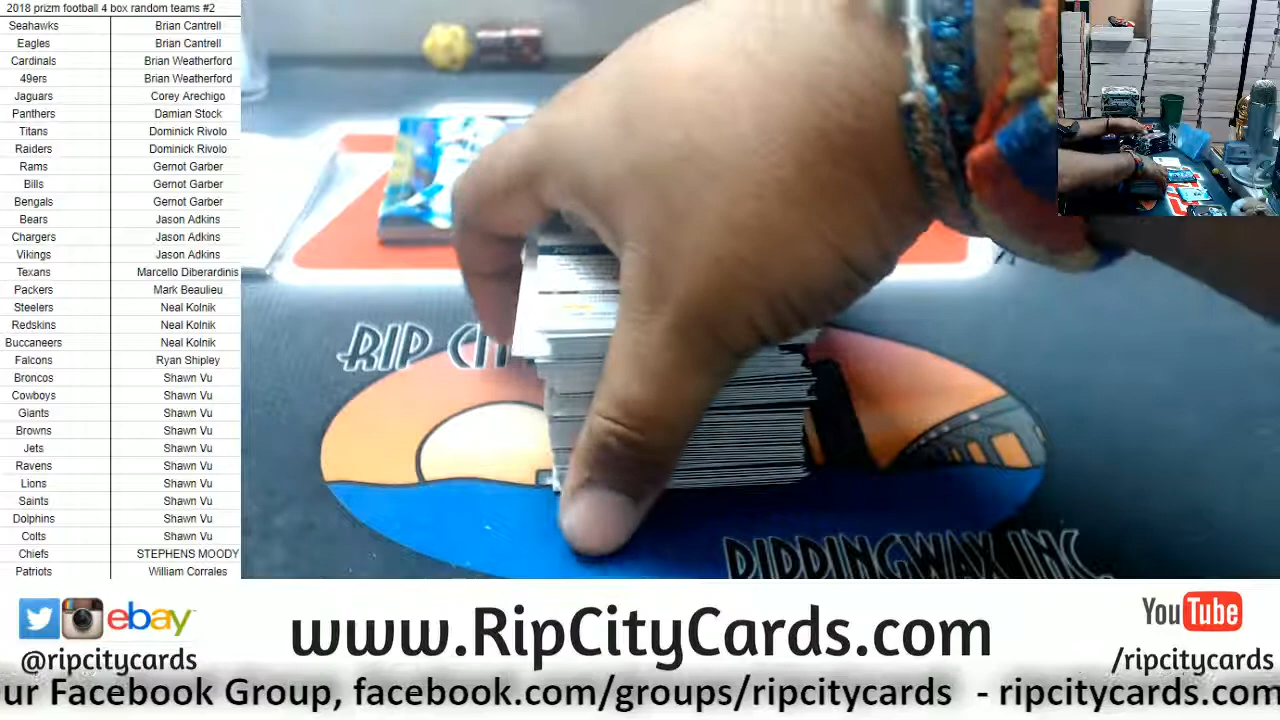 2018 prizm football 4 box random teams #2
Seahawks Brian Cantrell
Eagles Brian Cantrell
Cardinals Brian Weatherford
49ers Brian Weatherford
Jaguars Corey Arechigo
Panthers Damian Stock
Titans Dominick Rivolo
Raiders Dominick Rivolo
Rams Gernot Garber
Bills Gernot Garber
Bengals Gernot Garber
Bears Jason Adkins
Chargers Jason Adkins
Vikings Jason Adkins
Texans Marcello Diberardinis
Packers Mark Beaulieu
Steelers Neal Kolnik
Redskins Neal Kolnik
Buccaneers Neal Kolnik
Falcons Ryan Shipley
Broncos Shawn Vu
Cowboys Shawn Vu
Giants Shawn Vu
Browns Shawn Vu
Jets Shawn Vu
Ravens Shawn Vu
Lions Shawn Vu
Saints Shawn Vu
Dolphins Shawn Vu
Colts Shawn Vu
Chiefs STEPHENS MOODY
Patriots William Corrales
RIP CI
RIPPINGWAX INC.
ebay
@ripcitycards
www.RipCityCards.com
YouTube
/ripcitycards
ur Facebook Group, facebook.com/groups/ripcitycards - ripcitycards.com